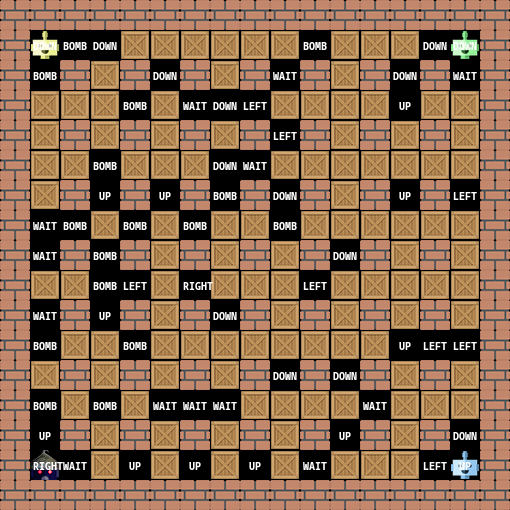 DOWN BOMB DOWN BOMB DOWN DOWN
BOMB DOWN WAIT DOWN WAIT
BOMB WAIT DOWN LEFT UP
LEFT
BOMB DOWN WAIT
UP UP BOMB DOWN UP LEFT
WAIT BOMB BOMB BOMB BOMB
WAIT BOMB DOWN
BOMB LEFT RIGHT LEFT
WAIT UP DOWN
BOMB BOMB UP LEFT LEFT
DOWN DOWN
BOMB BOMB WAIT WAIT WAIT WAIT
UP UP DOWN
RIGHT WAIT UP UP UP WAIT LEFT UP